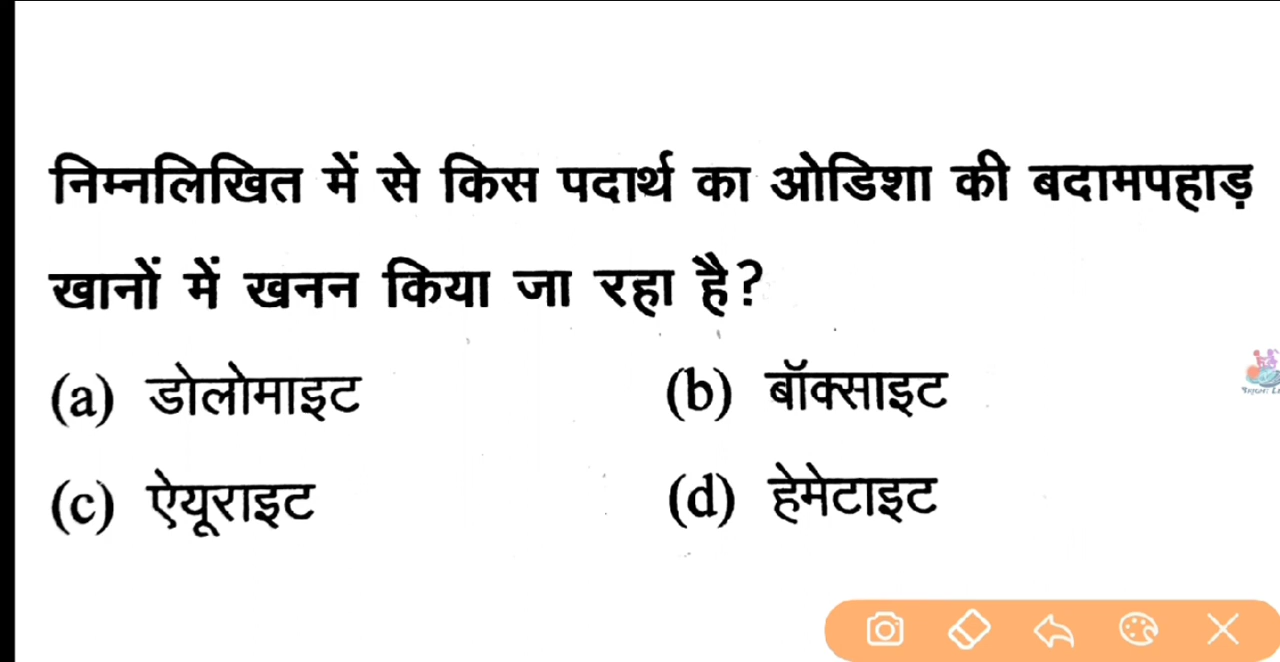 निम्नलिखित में से किस पदार्थ का ओडिशा की बदामपहाड़
खानों में खनन किया जा रहा है?
(a) डोलोमाइट (b) बॉक्साइट
(c) ऐयूराइट (d) हेमेटाइट